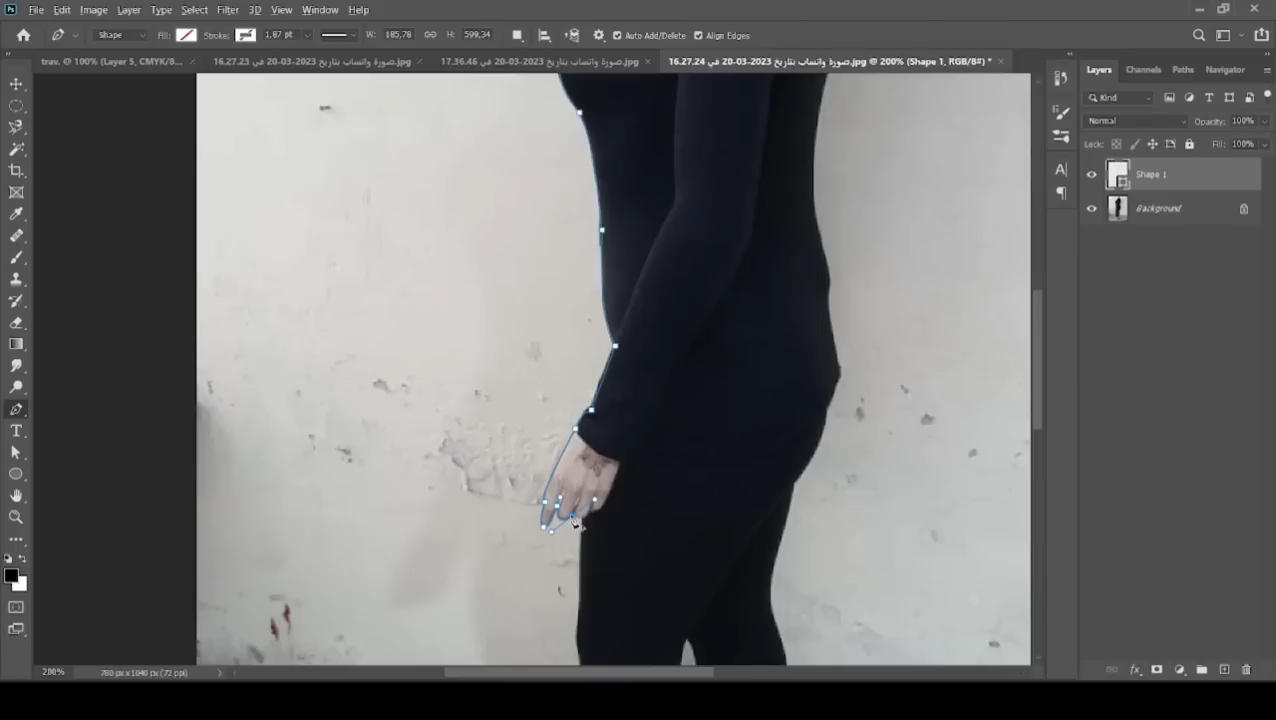 Ps File Edit Image Layer Type Select Filter 3D View Window Help
Shape Fill: Stroke: 1,87 pt W: 185,78 H: 599,34 Auto Add/Delete Align Edges
trav. @ 100% (Layer 5, CMYK/8... × صورة واتساب بتاريخ 2023-03-20 في 16.27.23.jpg × صورة واتساب بتاريخ 2023-03-20 في 17.36.46.jpg × صورة واتساب بتاريخ 2023-03-20 في 16.27.24.jpg @ 200% (Shape 1, RGB/8#) * ×
Layers Channels Paths Navigator
Kind
Normal Opacity: 100%
Lock: Fill: 100%
Shape 1
Background
200% 780 px x 1040 px (72 ppi)